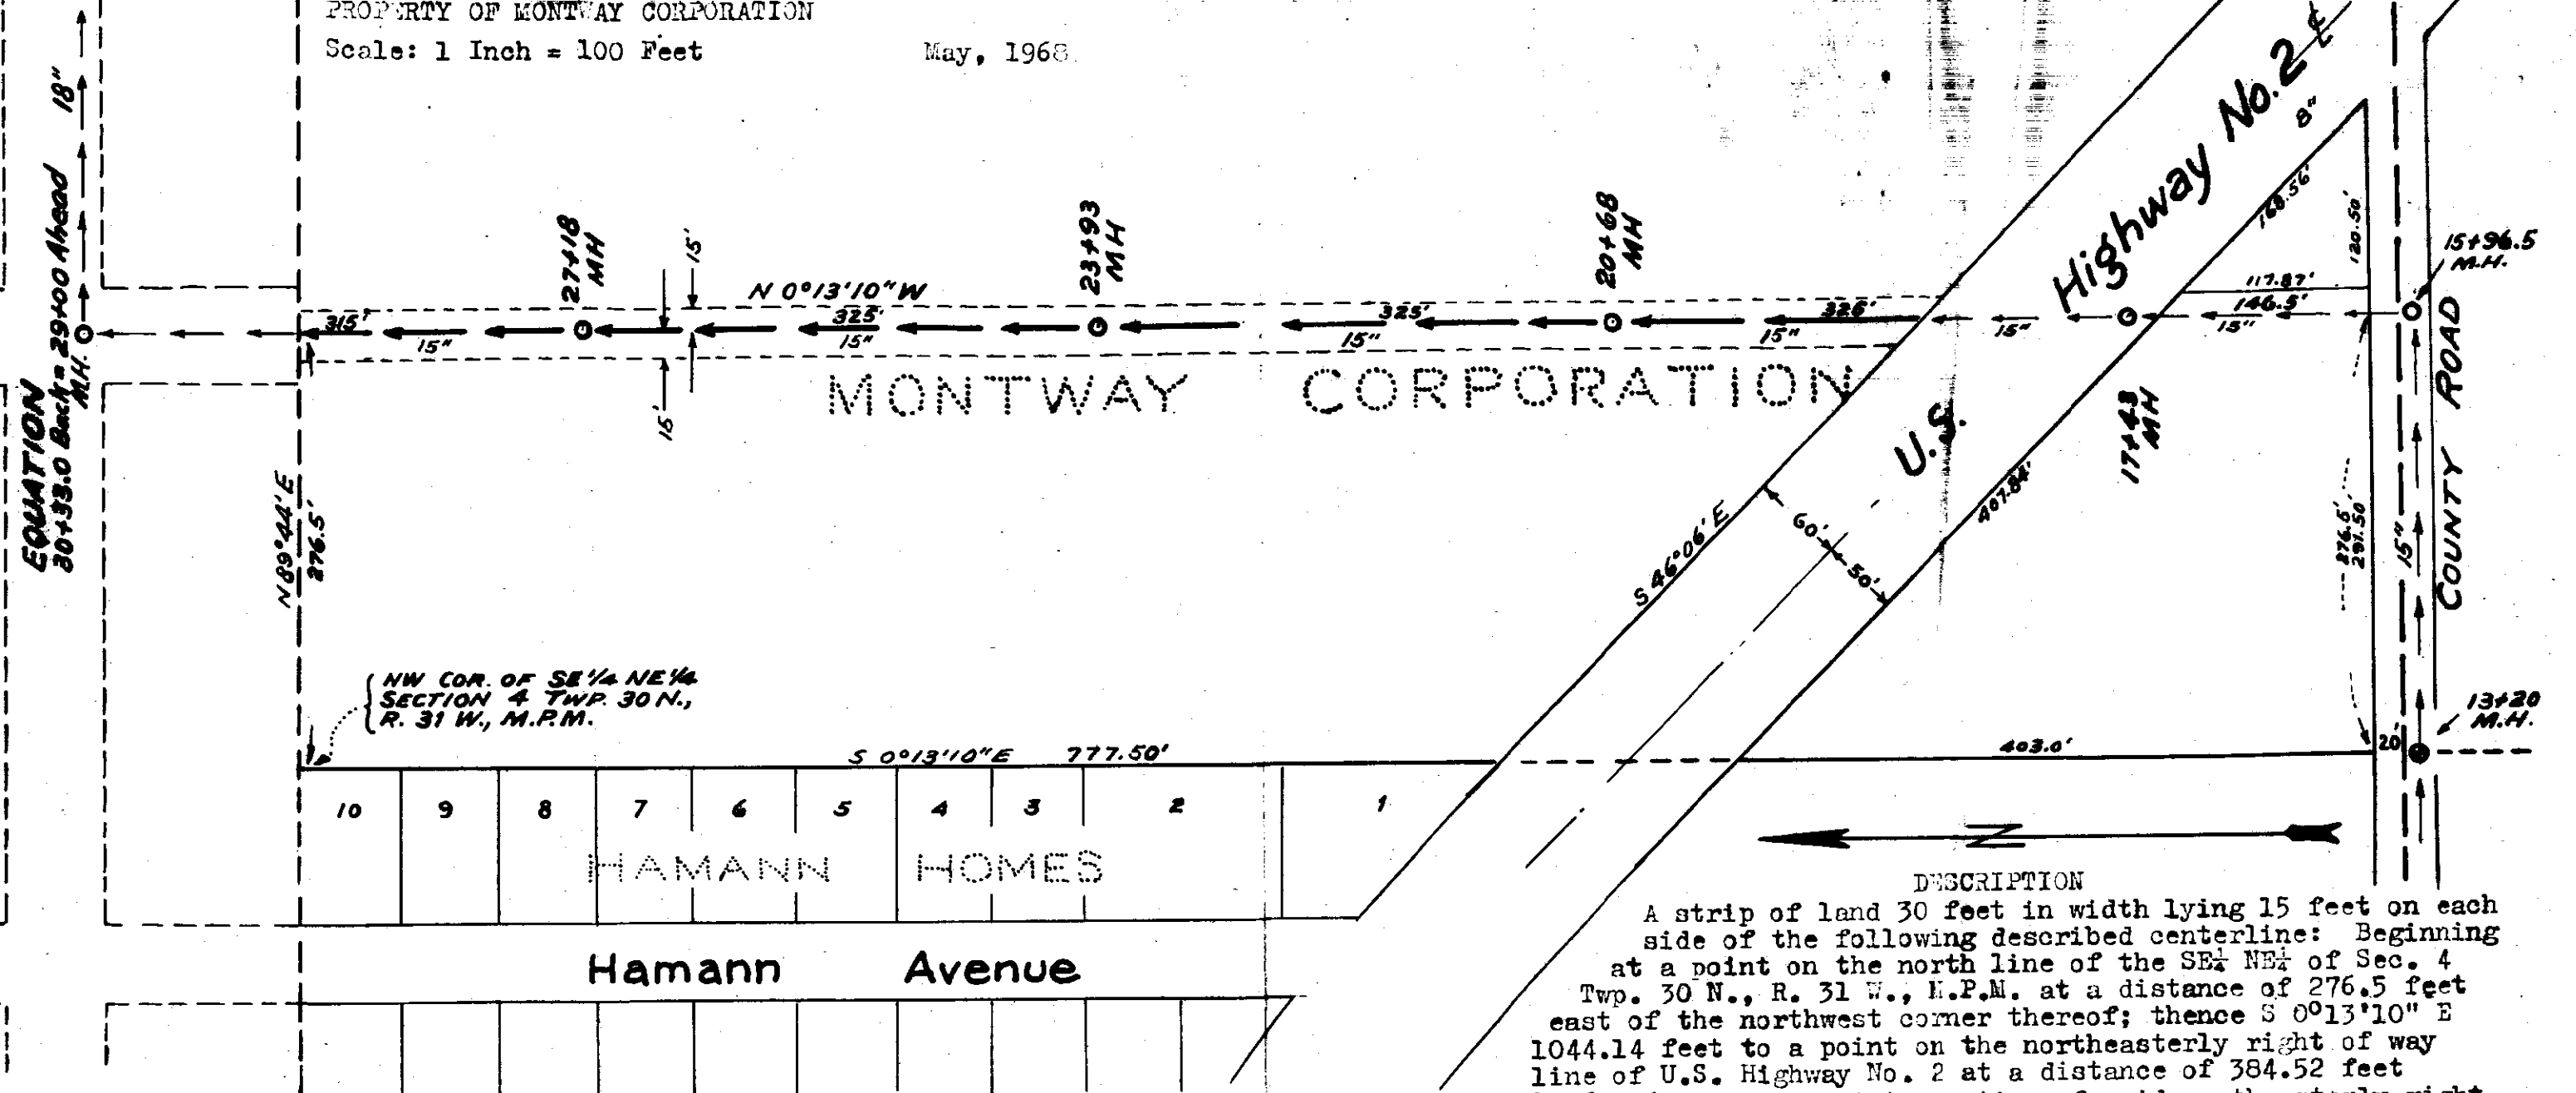 PROPERTY OF MONTWAY CORPORATION
Scale: 1 Inch = 100 Feet
May, 1968
18"
EQUATION
30+33.0 Back = 29+00 Ahead
M.H.
315'
15"
27+18
MH
15'
15'
N 0°13'10" W
325'
15"
23+93
MH
325'
15"
20+68
MH
326'
15"
15"
U.S. Highway No. 2 ℄
8"
168.56'
120.50'
117.87'
146.5'
15"
15+96.5
M.H.
17+43
MH
MONTWAY CORPORATION
COUNTY ROAD
15"
276.5'
291.50
407.84'
60'
50'
S 46°06' E
N 89°44' E
276.5'
NW COR. OF SE 1/4 NE 1/4
SECTION 4 TWP. 30 N.,
R. 31 W., M.P.M.
S 0°13'10" E 777.50'
403.0'
20'
13+20
M.H.
10 9 8 7 6 5 4 3 2 1
HAMANN HOMES
N
Hamann Avenue
DESCRIPTION
A strip of land 30 feet in width lying 15 feet on each
side of the following described centerline: Beginning
at a point on the north line of the SE¼ NE¼ of Sec. 4
Twp. 30 N., R. 31 W., M.P.M. at a distance of 276.5 feet
east of the northwest corner thereof; thence S 0°13'10" E
1044.14 feet to a point on the northeasterly right of way
line of U.S. Highway No. 2 at a distance of 384.52 feet